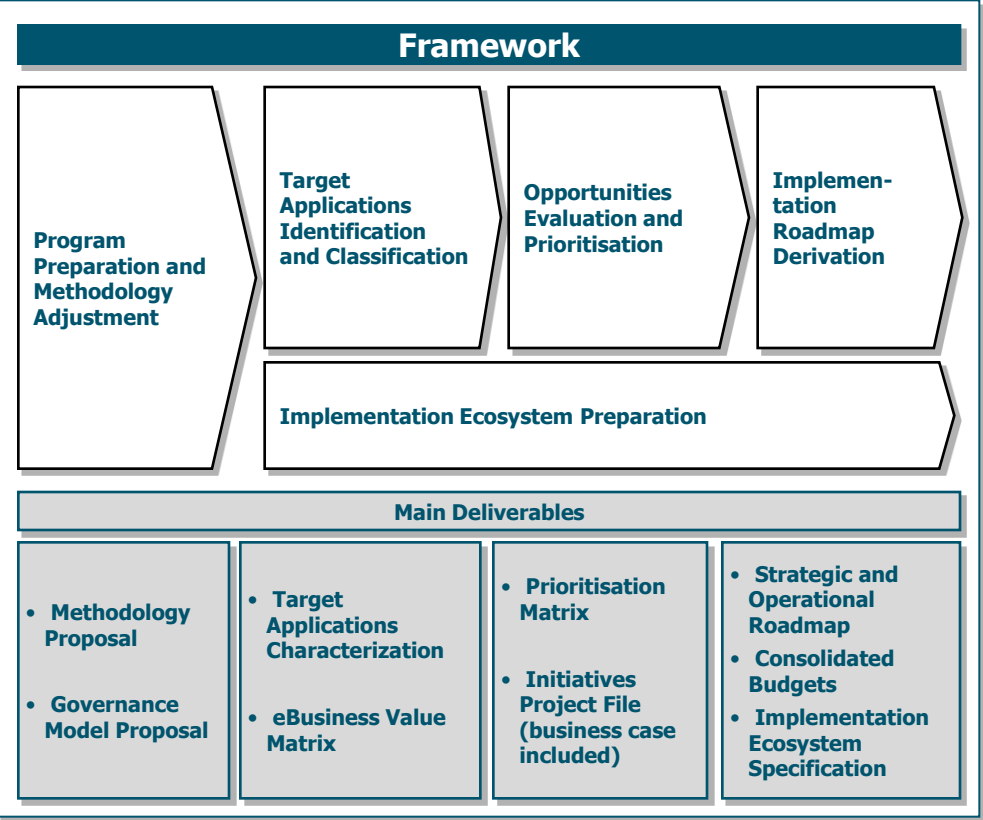 Framework
Program
Preparation and
Methodology
Adjustment
Target
Applications
Identification
and Classification
Opportunities
Evaluation and
Prioritisation
Implemen-
tation
Roadmap
Derivation
Implementation Ecosystem Preparation
Main Deliverables
• Methodology
Proposal
• Governance
Model Proposal
• Target
Applications
Characterization
• eBusiness Value
Matrix
• Prioritisation
Matrix
• Initiatives
Project File
(business case
included)
• Strategic and
Operational
Roadmap
• Consolidated
Budgets
• Implementation
Ecosystem
Specification